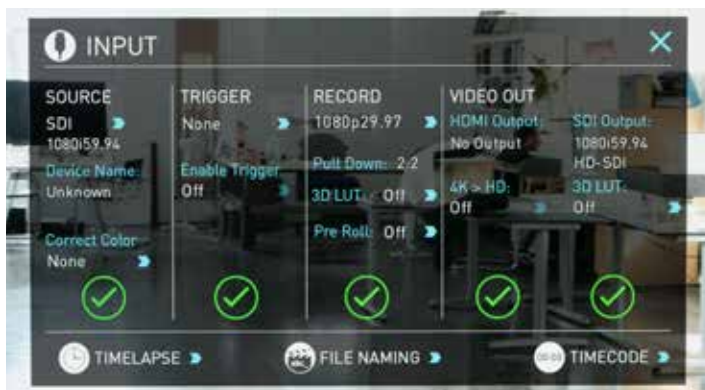 INPUT
SOURCE
SDI
1080i59.94
Device Name:
Unknown
Correct Color
None
TRIGGER
None
Enable Trigger
Off
RECORD
1080p29.97
Pull Down: 2:2
3D LUT: Off
Pre Roll: Off
VIDEO OUT
HDMI Output:
No Output
4K > HD:
Off
SDI Output:
1080i59.94
HD-SDI
3D LUT:
Off
TIMELAPSE
FILE NAMING
00:00
TIMECODE